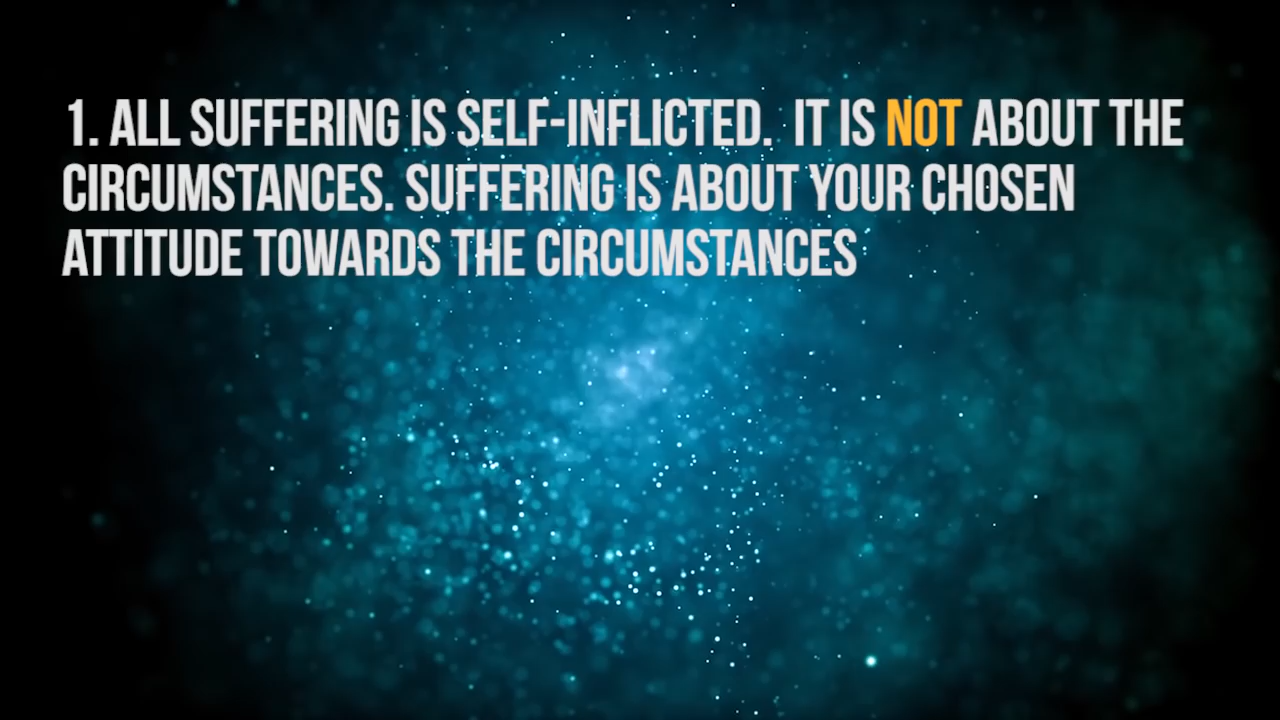 1. ALL SUFFERING IS SELF-INFLICTED. IT IS NOT ABOUT THE
CIRCUMSTANCES. SUFFERING IS ABOUT YOUR CHOSEN
ATTITUDE TOWARDS THE CIRCUMSTANCES